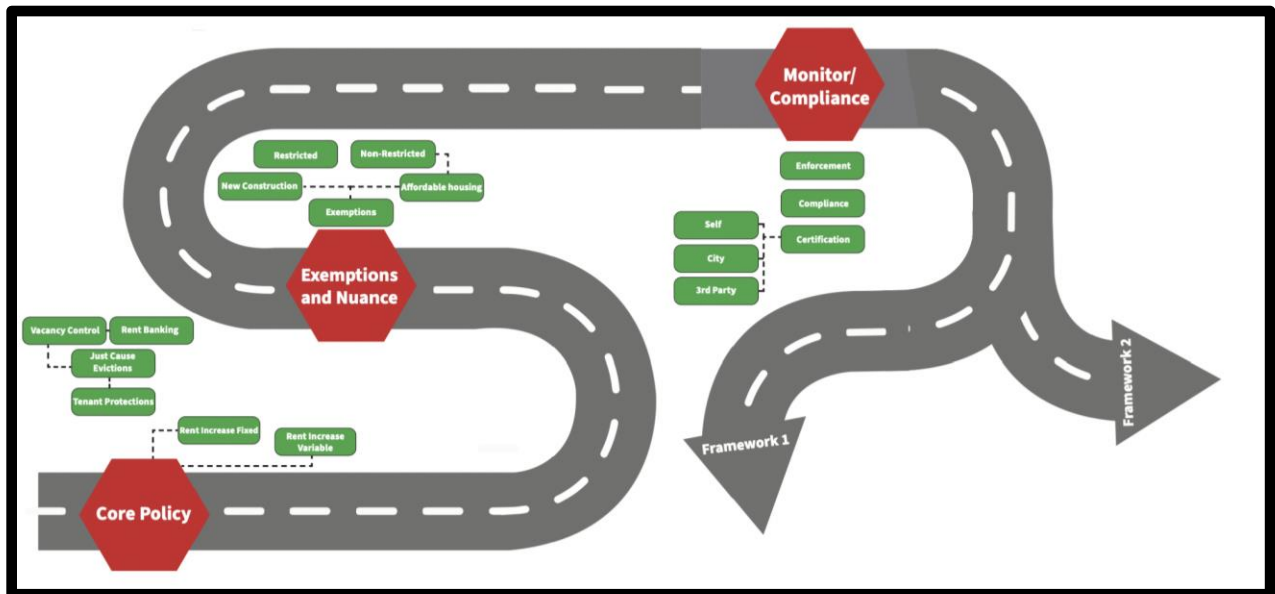 Monitor/
Compliance
Restricted
Non-Restricted
New Construction
Affordable housing
Exemptions
Enforcement
Compliance
Certification
Self
City
3rd Party
Exemptions
and Nuance
Vacancy Control
Rent Banking
Just Cause
Evictions
Tenant Protections
Rent Increase Fixed
Rent Increase
Variable
Core Policy
Framework 1
Framework 2